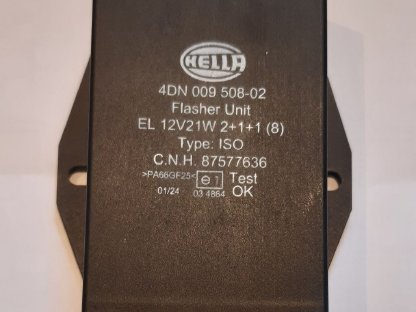 HELLA
4DN 009 508-02
Flasher Unit
EL 12V21W 2+1+1 (8)
Type: ISO
C.N.H. 87577636
>PA66GF25< e1 Test
01/24 03 4864 OK